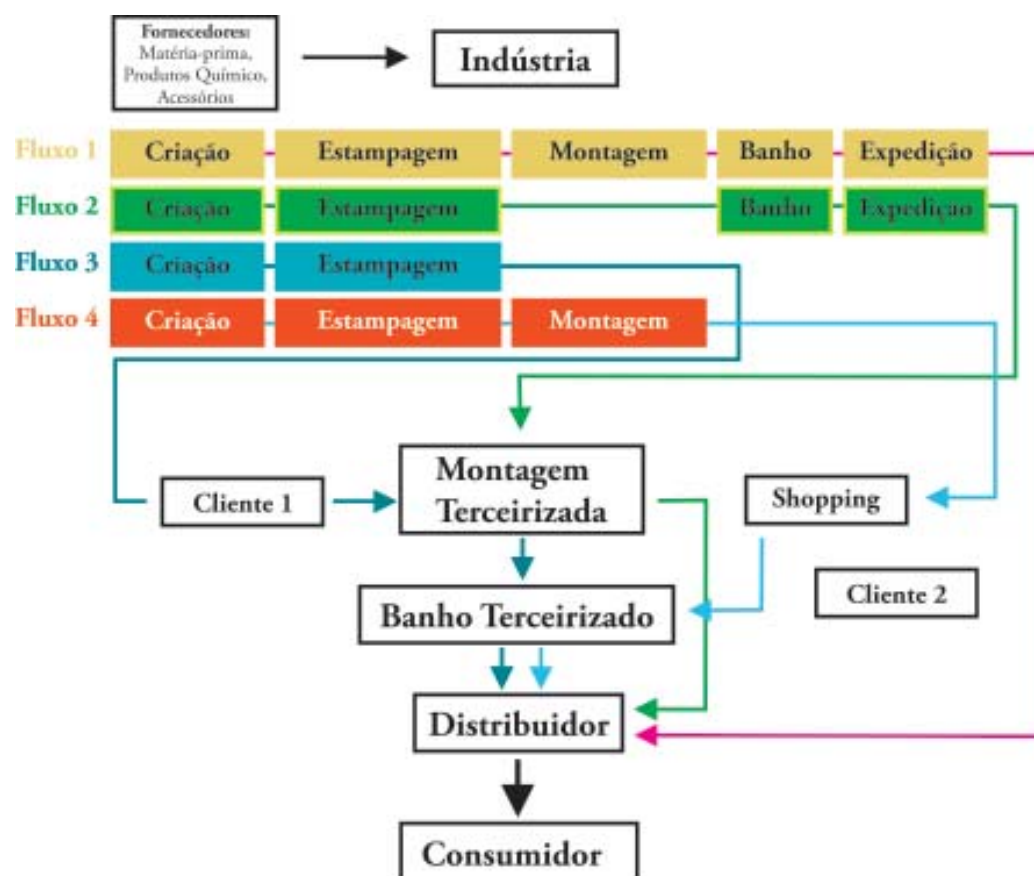 Fornecedores:
Matéria-prima,
Produtos Químico,
Acessórios
Indústria
Fluxo 1
Criação
Estampagem
Montagem
Banho
Expedição
Fluxo 2
Criação
Estampagem
Banho
Expedição
Fluxo 3
Criação
Estampagem
Fluxo 4
Criação
Estampagem
Montagem
Cliente 1
Montagem
Terceirizada
Shopping
Cliente 2
Banho Terceirizado
Distribuidor
Consumidor